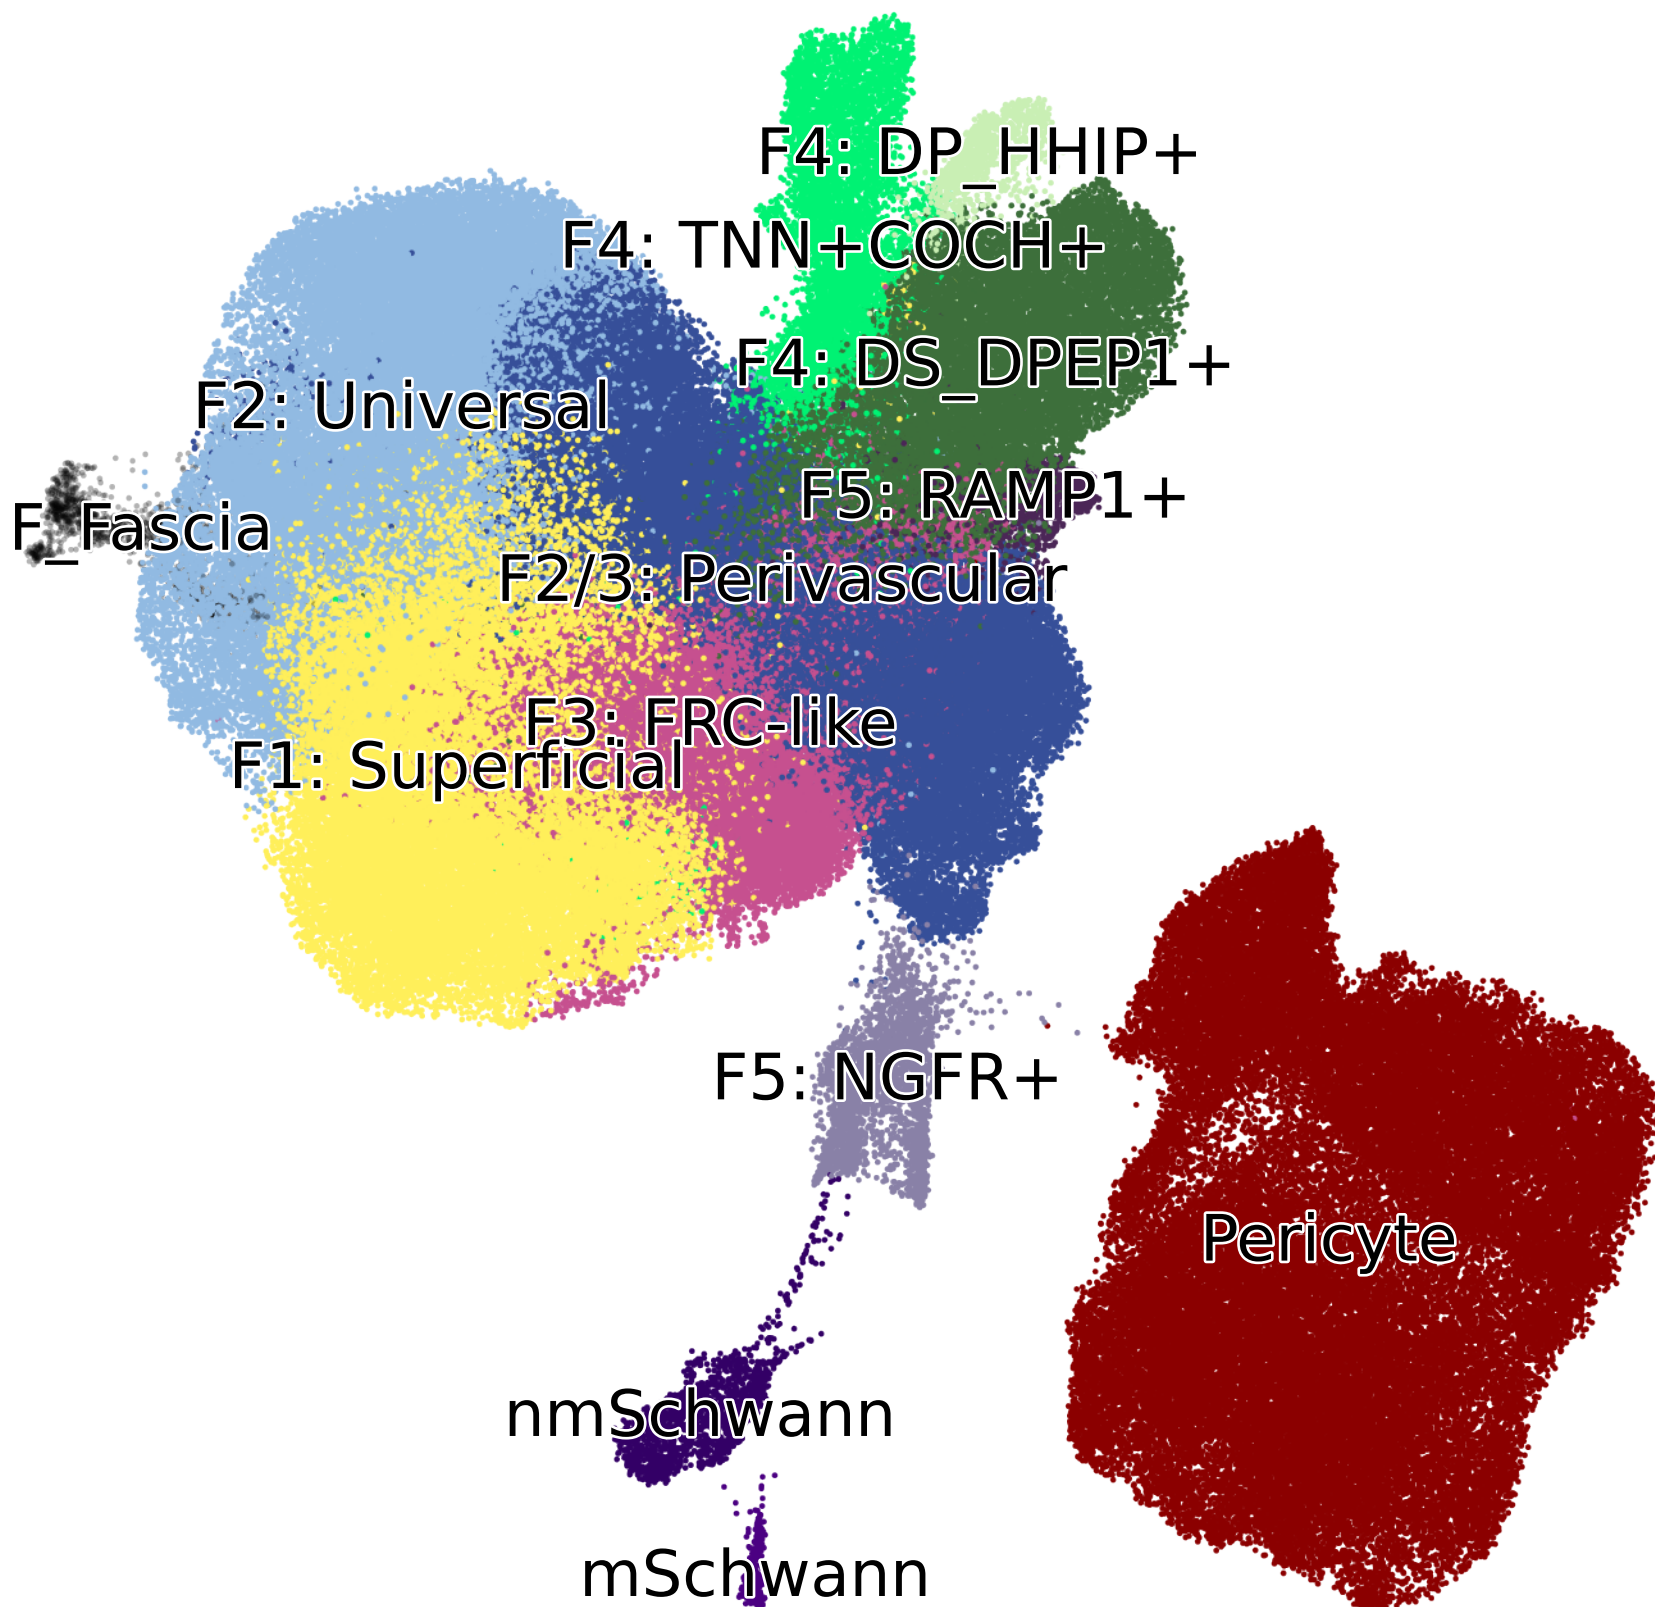 F4: DP_HHIP+
F4: TNN+COCH+
F4: DS_DPEP1+
F2: Universal
F5: RAMP1+
F_Fascia
F2/3: Perivascular
F3: FRC-like
F1: Superficial
F5: NGFR+
Pericyte
nmSchwann
mSchwann